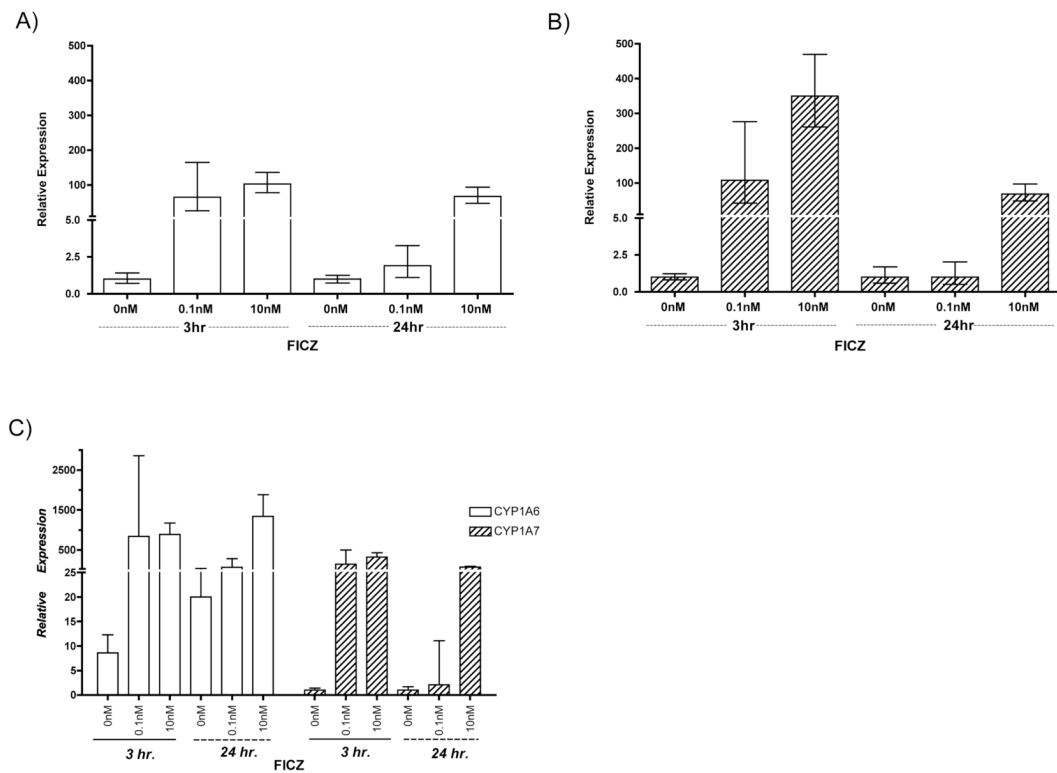 A)
500
400
300
200
100
5.0
2.5
0.0
Relative Expression
0nM 0.1nM 10nM 0nM 0.1nM 10nM
3hr 24hr
FICZ
B)
500
400
300
200
100
5.0
2.5
0.0
Relative Expression
0nM 0.1nM 10nM 0nM 0.1nM 10nM
3hr 24hr
FICZ
C)
2500
1500
500
25
20
15
10
5
0
Relative Expression
CYP1A6
CYP1A7
0nM 0.1nM 10nM 0nM 0.1nM 10nM 0nM 0.1nM 10nM 0nM 0.1nM 10nM
3 hr. 24 hr. 3 hr. 24 hr.
FICZ